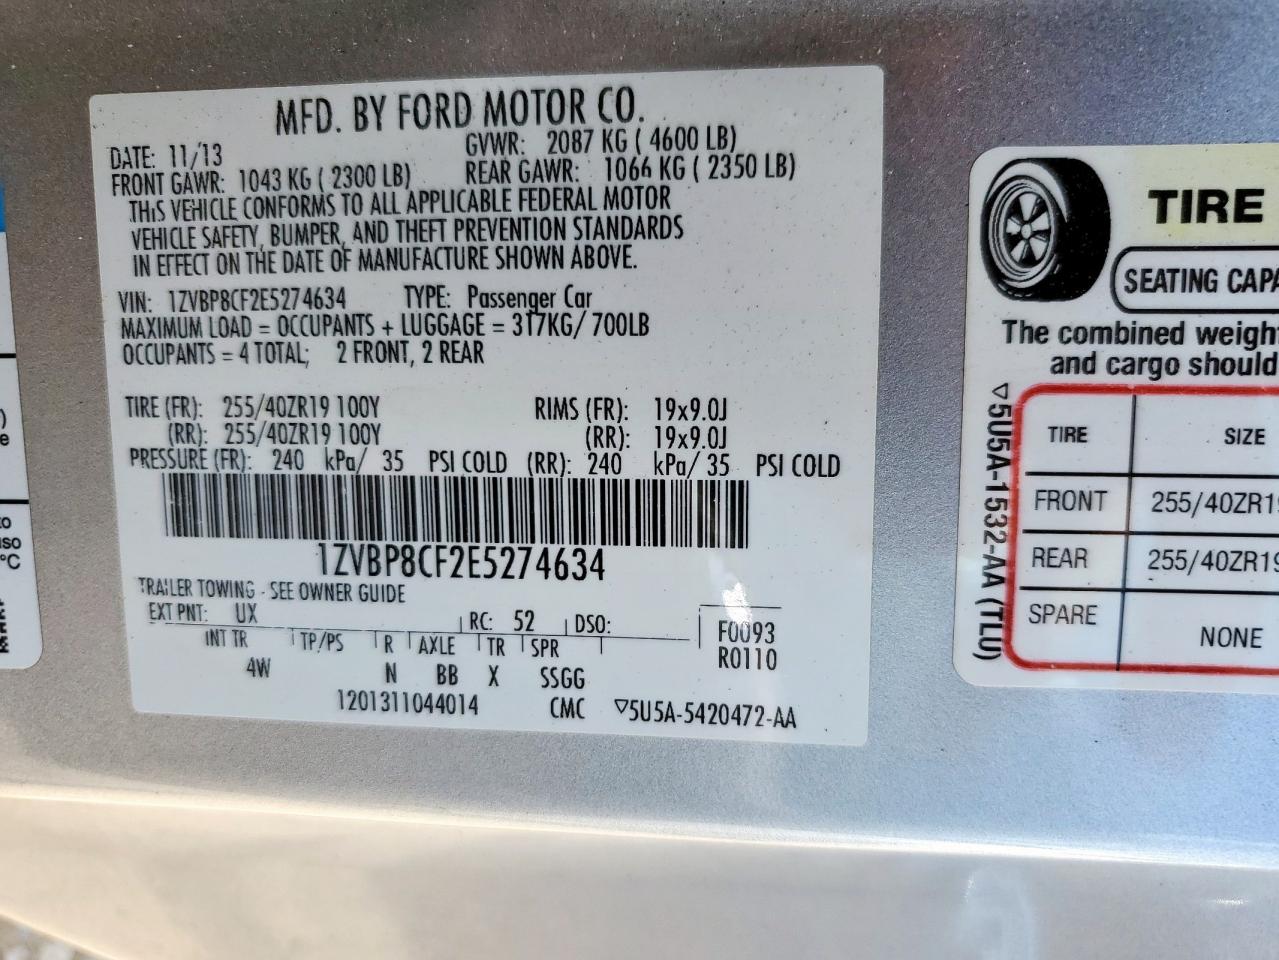 MFD. BY FORD MOTOR CO.
DATE: 11/13
GVWR: 2087 KG ( 4600 LB)
FRONT GAWR: 1043 KG ( 2300 LB)
REAR GAWR: 1066 KG ( 2350 LB)
THIS VEHICLE CONFORMS TO ALL APPLICABLE FEDERAL MOTOR
VEHICLE SAFETY, BUMPER, AND THEFT PREVENTION STANDARDS
IN EFFECT ON THE DATE OF MANUFACTURE SHOWN ABOVE.
VIN: 1ZVBP8CF2E5274634 TYPE: Passenger Car
MAXIMUM LOAD = OCCUPANTS + LUGGAGE = 317KG/ 700LB
OCCUPANTS = 4 TOTAL; 2 FRONT, 2 REAR
TIRE (FR): 255/40ZR19 100Y RIMS (FR): 19x9.0J
(RR): 255/40ZR19 100Y (RR): 19x9.0J
PRESSURE (FR): 240 kPa/ 35 PSI COLD (RR): 240 kPa/ 35 PSI COLD
1ZVBP8CF2E5274634
TRAILER TOWING - SEE OWNER GUIDE
EXT PNT: UX RC: 52 DSO:
F0093
R0110
INT TR TP/PS R AXLE TR SPR
4W N BB X SSGG
1201311044014 CMC ▽5U5A-5420472-AA
TIRE
SEATING CAPA
The combined weight
and cargo should
▽5U5A-1532-AA (TLU)
TIRE SIZE
FRONT 255/40ZR19
REAR 255/40ZR19
SPARE NONE
)
e
to
uso
°C